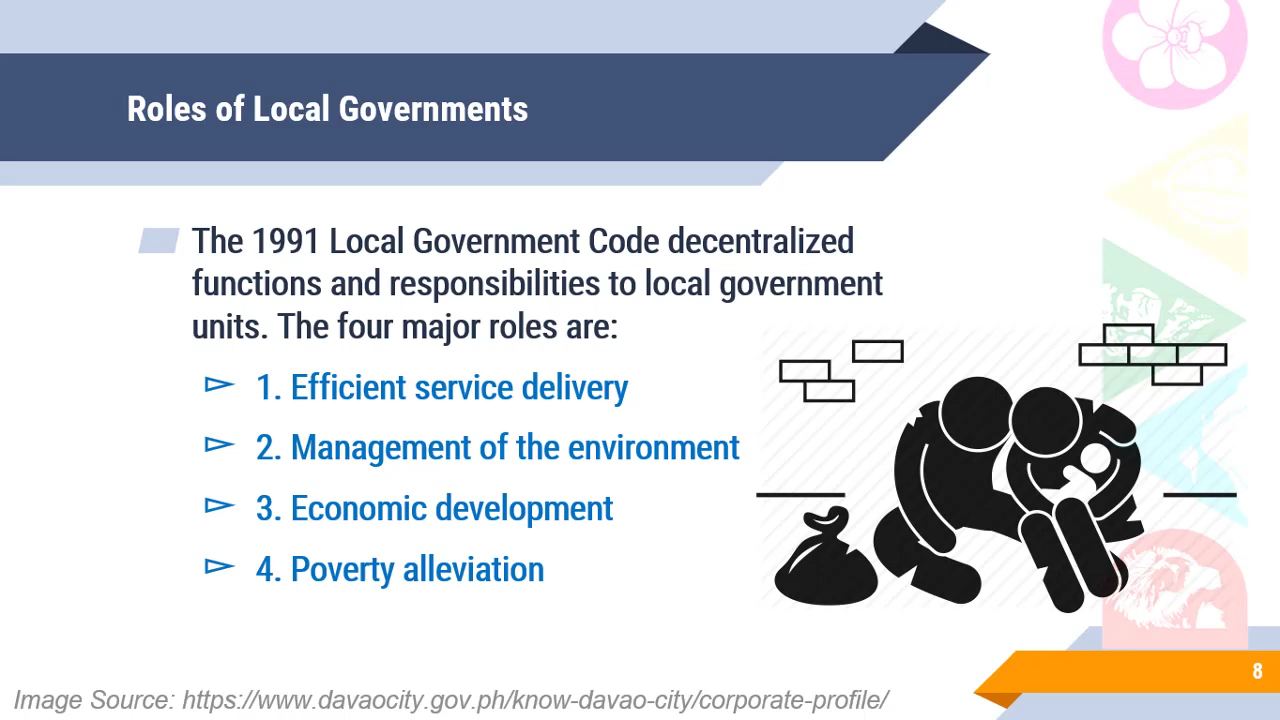 Roles of Local Governments
The 1991 Local Government Code decentralized
functions and responsibilities to local government
units. The four major roles are:
1. Efficient service delivery
2. Management of the environment
3. Economic development
4. Poverty alleviation
8
Image Source: https://www.davaocity.gov.ph/know-davao-city/corporate-profile/